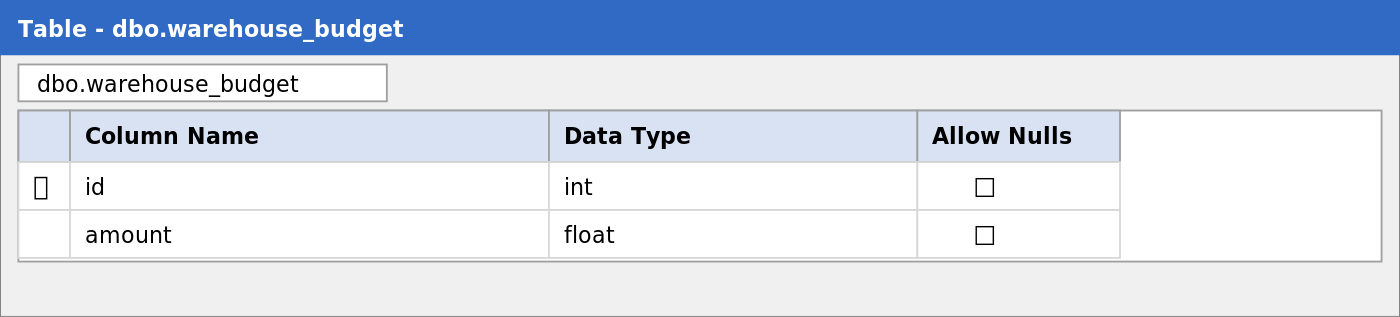 Table - dbo.warehouse_budget
dbo.warehouse_budget
Column Name Data Type Allow Nulls
id int ☐
amount float ☐